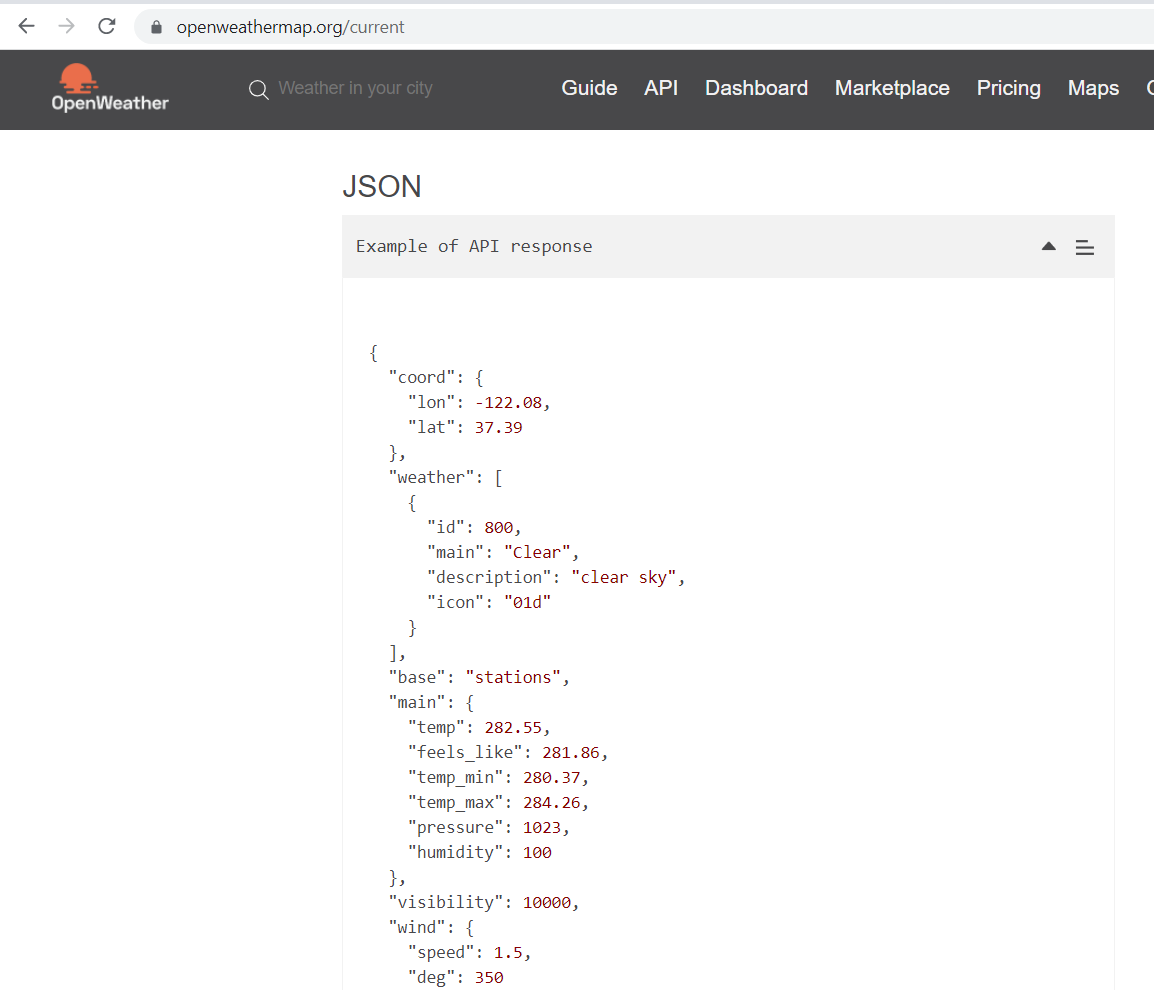 openweathermap.org/current
OpenWeather
Weather in your city
Guide API Dashboard Marketplace Pricing Maps
JSON
Example of API response
{
"coord": {
"lon": -122.08,
"lat": 37.39
},
"weather": [
{
"id": 800,
"main": "Clear",
"description": "clear sky",
"icon": "01d"
}
],
"base": "stations",
"main": {
"temp": 282.55,
"feels_like": 281.86,
"temp_min": 280.37,
"temp_max": 284.26,
"pressure": 1023,
"humidity": 100
},
"visibility": 10000,
"wind": {
"speed": 1.5,
"deg": 350